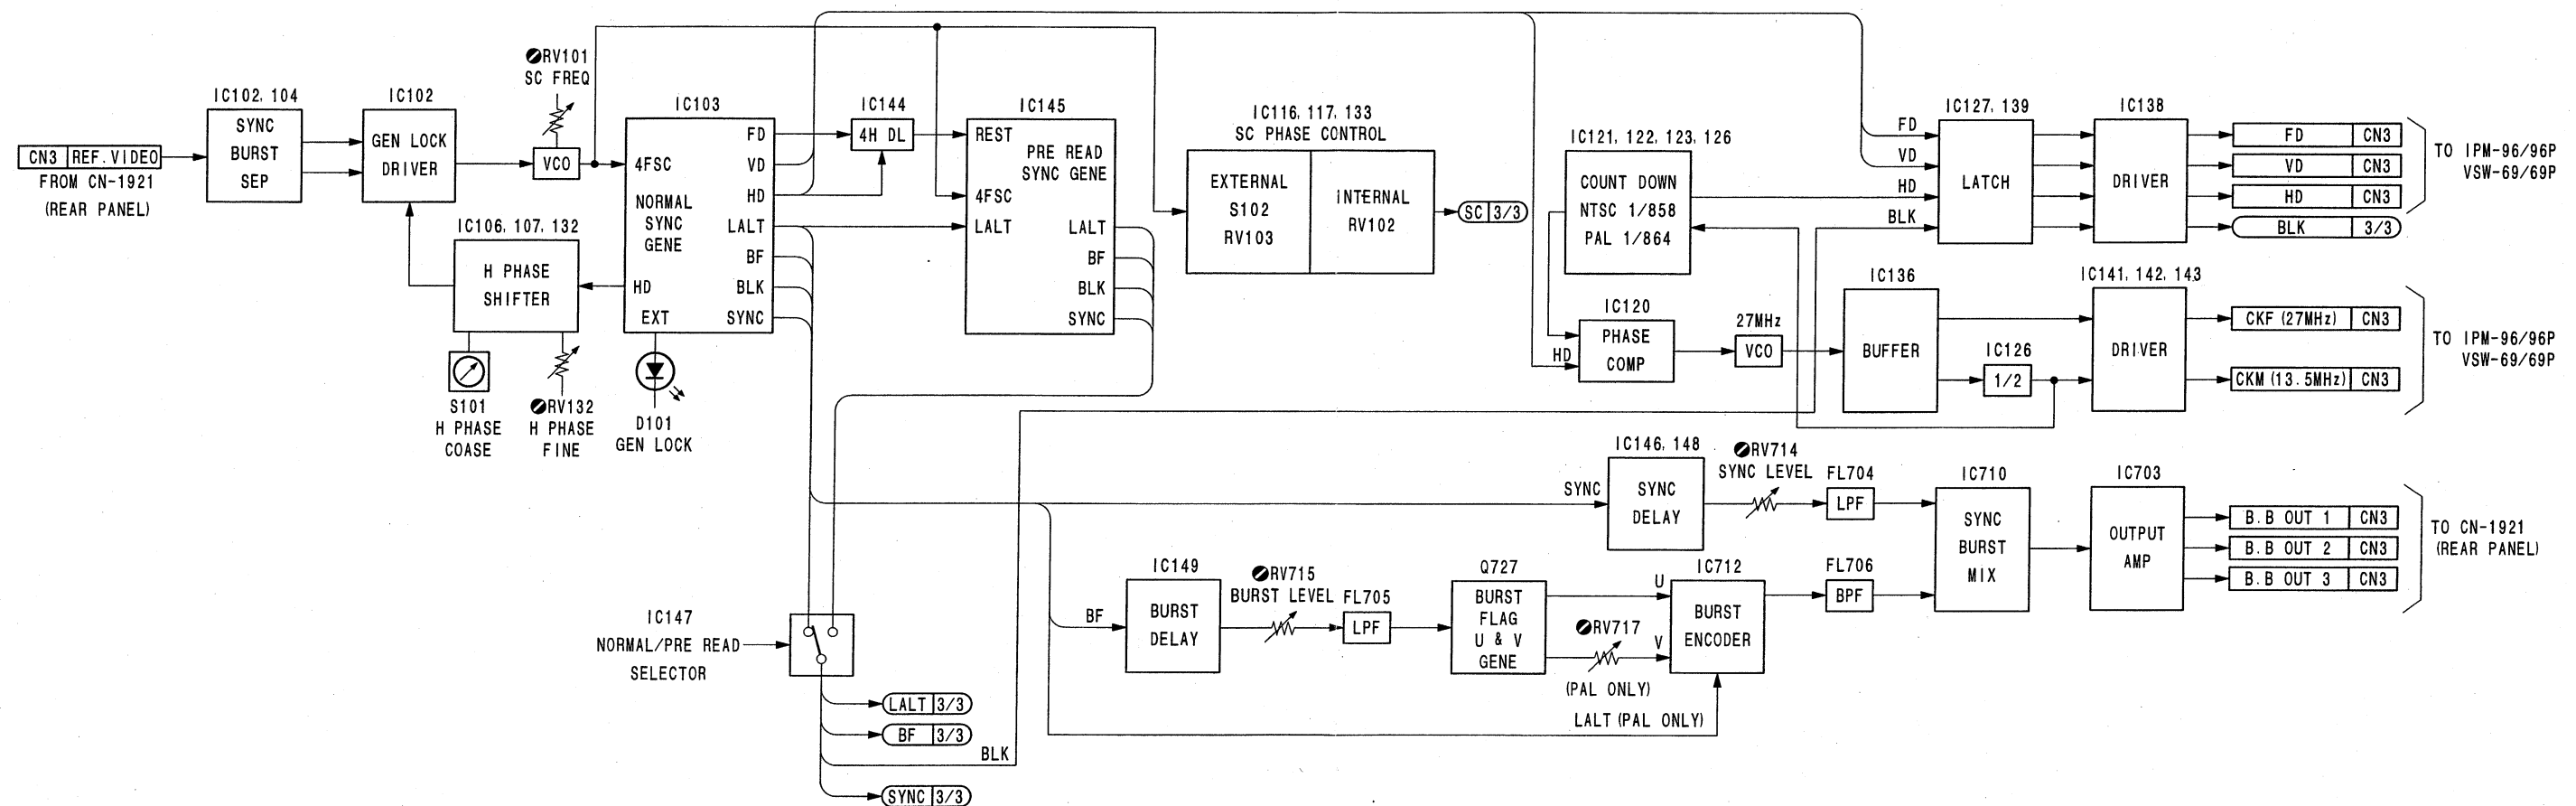 CN3 REF. VIDEO
FROM CN-1921
(REAR PANEL)
IC102, 104
SYNC
BURST
SEP
IC102
GEN LOCK
DRIVER
RV101
SC FREQ
VCO
IC106, 107, 132
H PHASE
SHIFTER
S101
H PHASE
COASE
RV132
H PHASE
FINE
IC103
4FSC
NORMAL
SYNC
GENE
HD
EXT
FD
VD
HD
LALT
BF
BLK
SYNC
D101
GEN LOCK
IC144
4H DL
IC145
REST
PRE READ
SYNC GENE
4FSC
LALT
LALT
BF
BLK
SYNC
IC116, 117, 133
SC PHASE CONTROL
EXTERNAL
S102
RV103
INTERNAL
RV102
SC 3/3
IC121, 122, 123, 126
COUNT DOWN
NTSC 1/858
PAL 1/864
IC120
HD
PHASE
COMP
27MHz
VCO
IC127, 139
FD
VD
HD
BLK
LATCH
IC138
DRIVER
FD CN3
VD CN3
HD CN3
BLK 3/3
TO IPM-96/96P
VSW-69/69P
IC136
BUFFER
IC126
1/2
IC141, 142, 143
DRIVER
CKF (27MHz) CN3
CKM (13.5MHz) CN3
TO IPM-96/96P
VSW-69/69P
IC147
NORMAL/PRE READ
SELECTOR
LALT 3/3
BF 3/3
BLK
SYNC 3/3
IC146, 148
SYNC
SYNC
DELAY
RV714
SYNC LEVEL
FL704
LPF
IC149
BF
BURST
DELAY
RV715
BURST LEVEL
FL705
LPF
Q727
BURST
FLAG
U & V
GENE
U
V
RV717
(PAL ONLY)
LALT (PAL ONLY)
IC712
BURST
ENCODER
FL706
BPF
IC710
SYNC
BURST
MIX
IC703
OUTPUT
AMP
B.B OUT 1 CN3
B.B OUT 2 CN3
B.B OUT 3 CN3
TO CN-1921
(REAR PANEL)